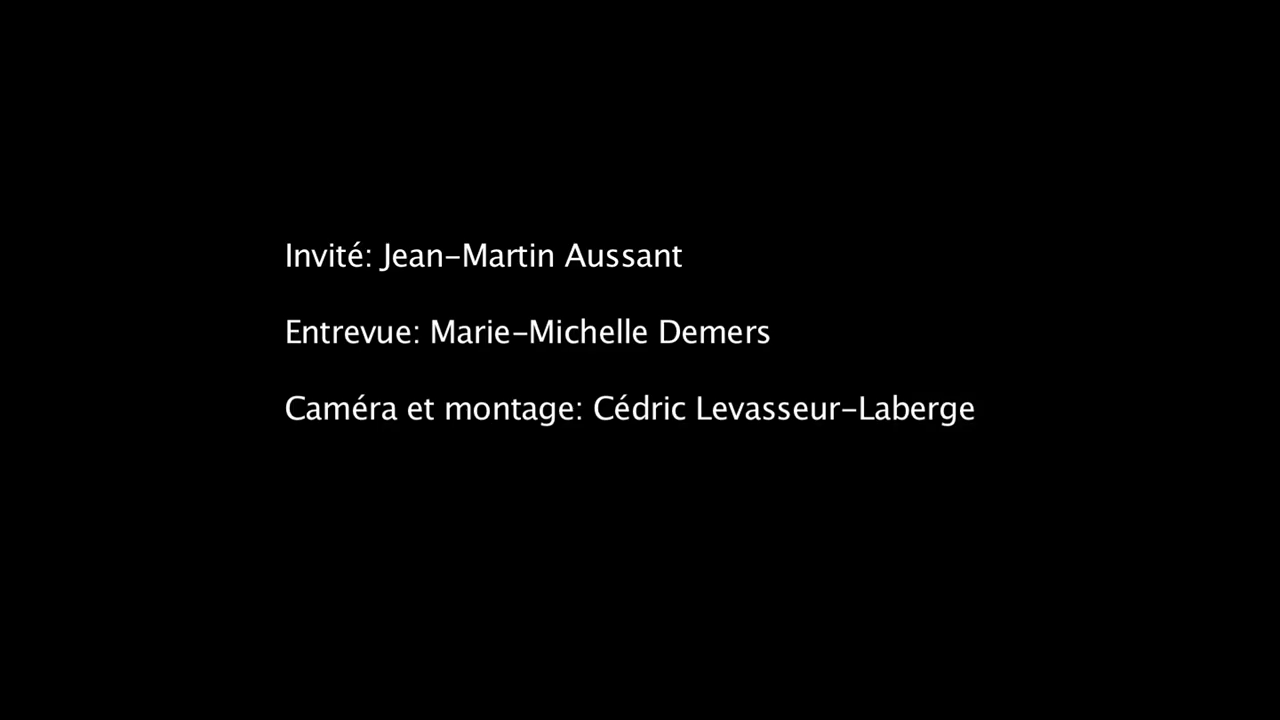 Invité: Jean-Martin Aussant
Entrevue: Marie-Michelle Demers
Caméra et montage: Cédric Levasseur-Laberge